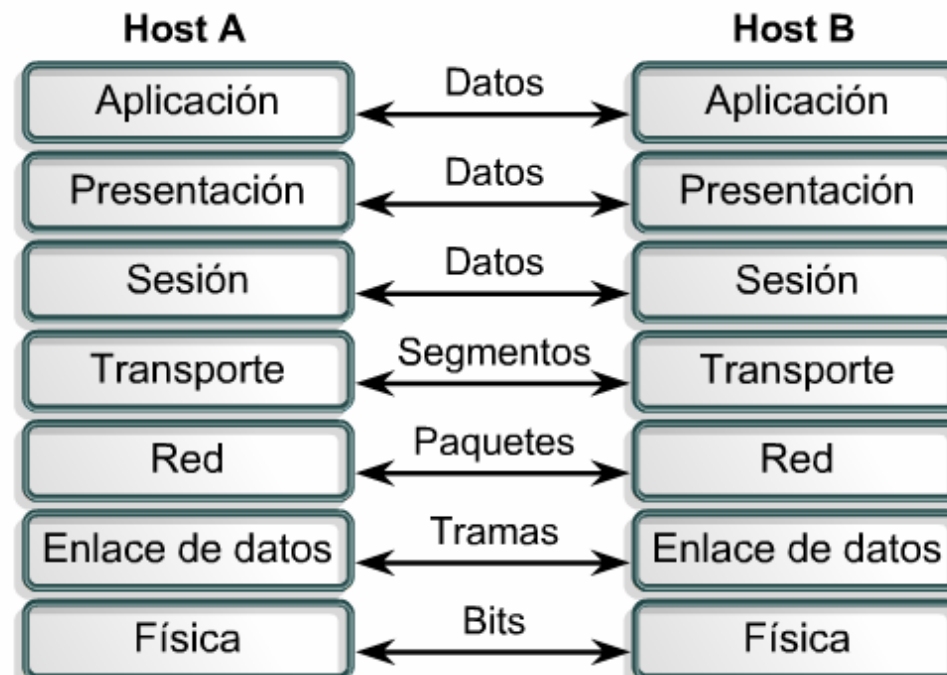 Host A Host B
Aplicación Datos Aplicación
Presentación Datos Presentación
Sesión Datos Sesión
Transporte Segmentos Transporte
Red Paquetes Red
Enlace de datos Tramas Enlace de datos
Física Bits Física